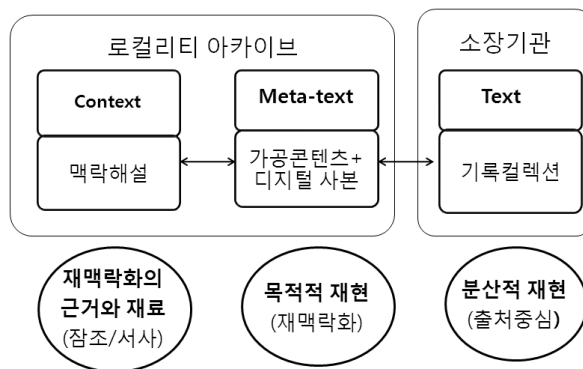 로컬리티 아카이브
소장기관
Context
Meta-text
Text
맥락해설
가공콘텐츠+
디지털 사본
기록컬렉션
재맥락화의
근거와 재료
(잠조/서사)
목적적 재현
(재맥락화)
분산적 재현
(출처중심)